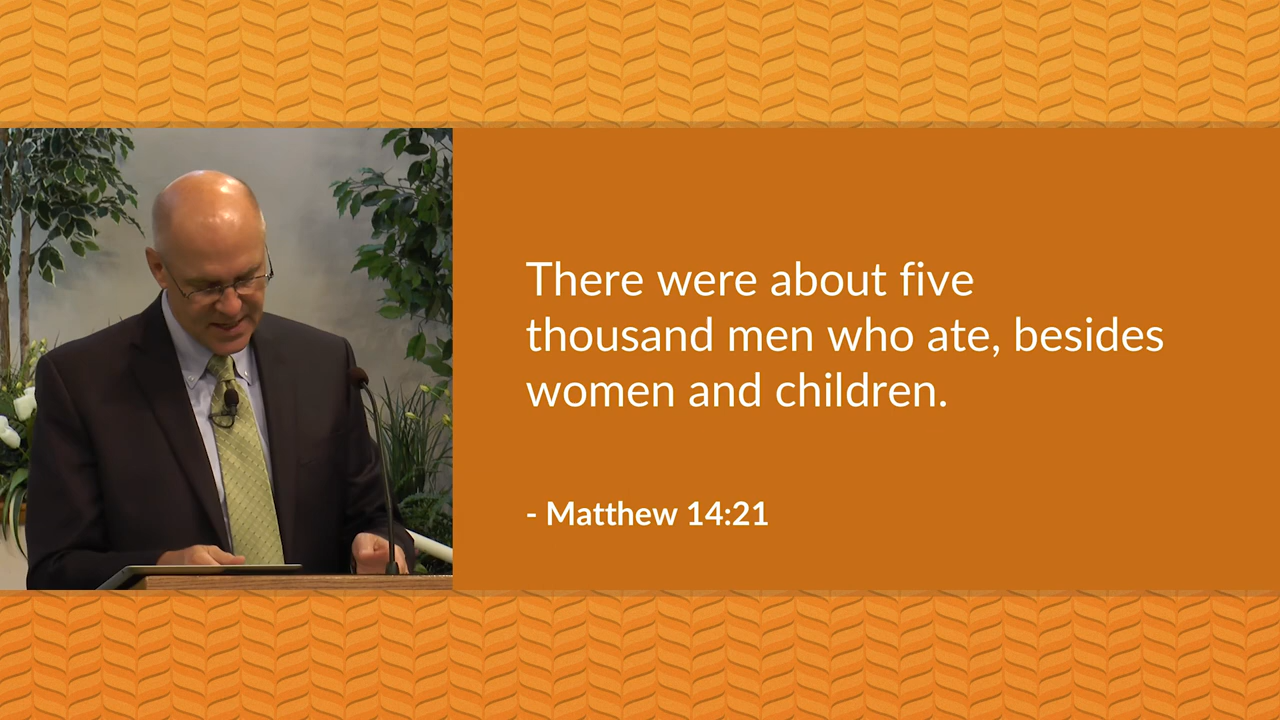 There were about five
thousand men who ate, besides
women and children.
- Matthew 14:21